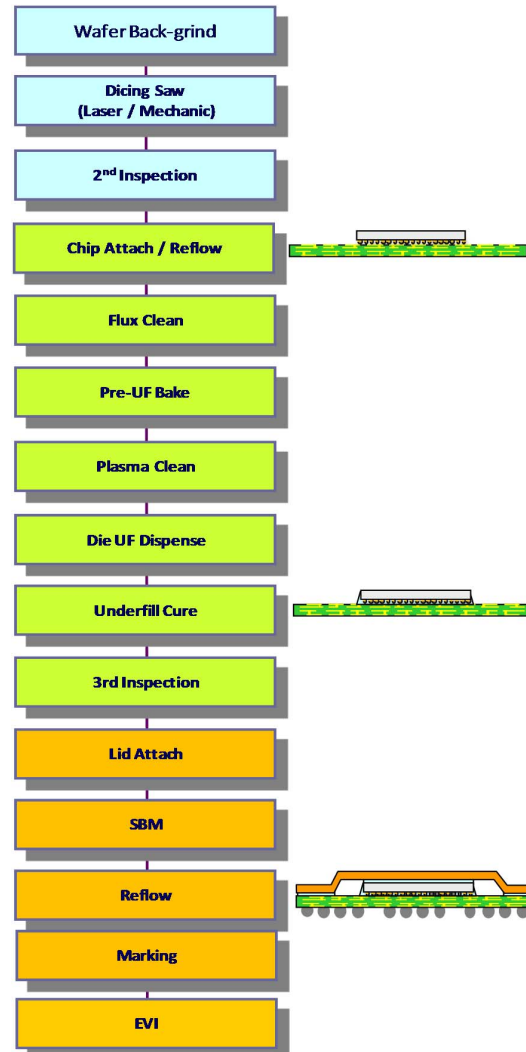 Wafer Back-grind
Dicing Saw
(Laser / Mechanic)
2nd Inspection
Chip Attach / Reflow
Flux Clean
Pre-UF Bake
Plasma Clean
Die UF Dispense
Underfill Cure
3rd Inspection
Lid Attach
SBM
Reflow
Marking
EVI